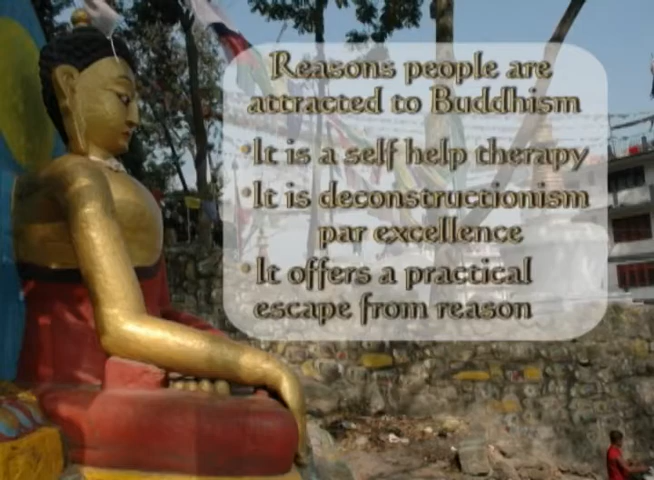 Reasons people are
attracted to Buddhism
•It is a self help therapy
•It is deconstructionism
par excellence
•It offers a practical
escape from reason